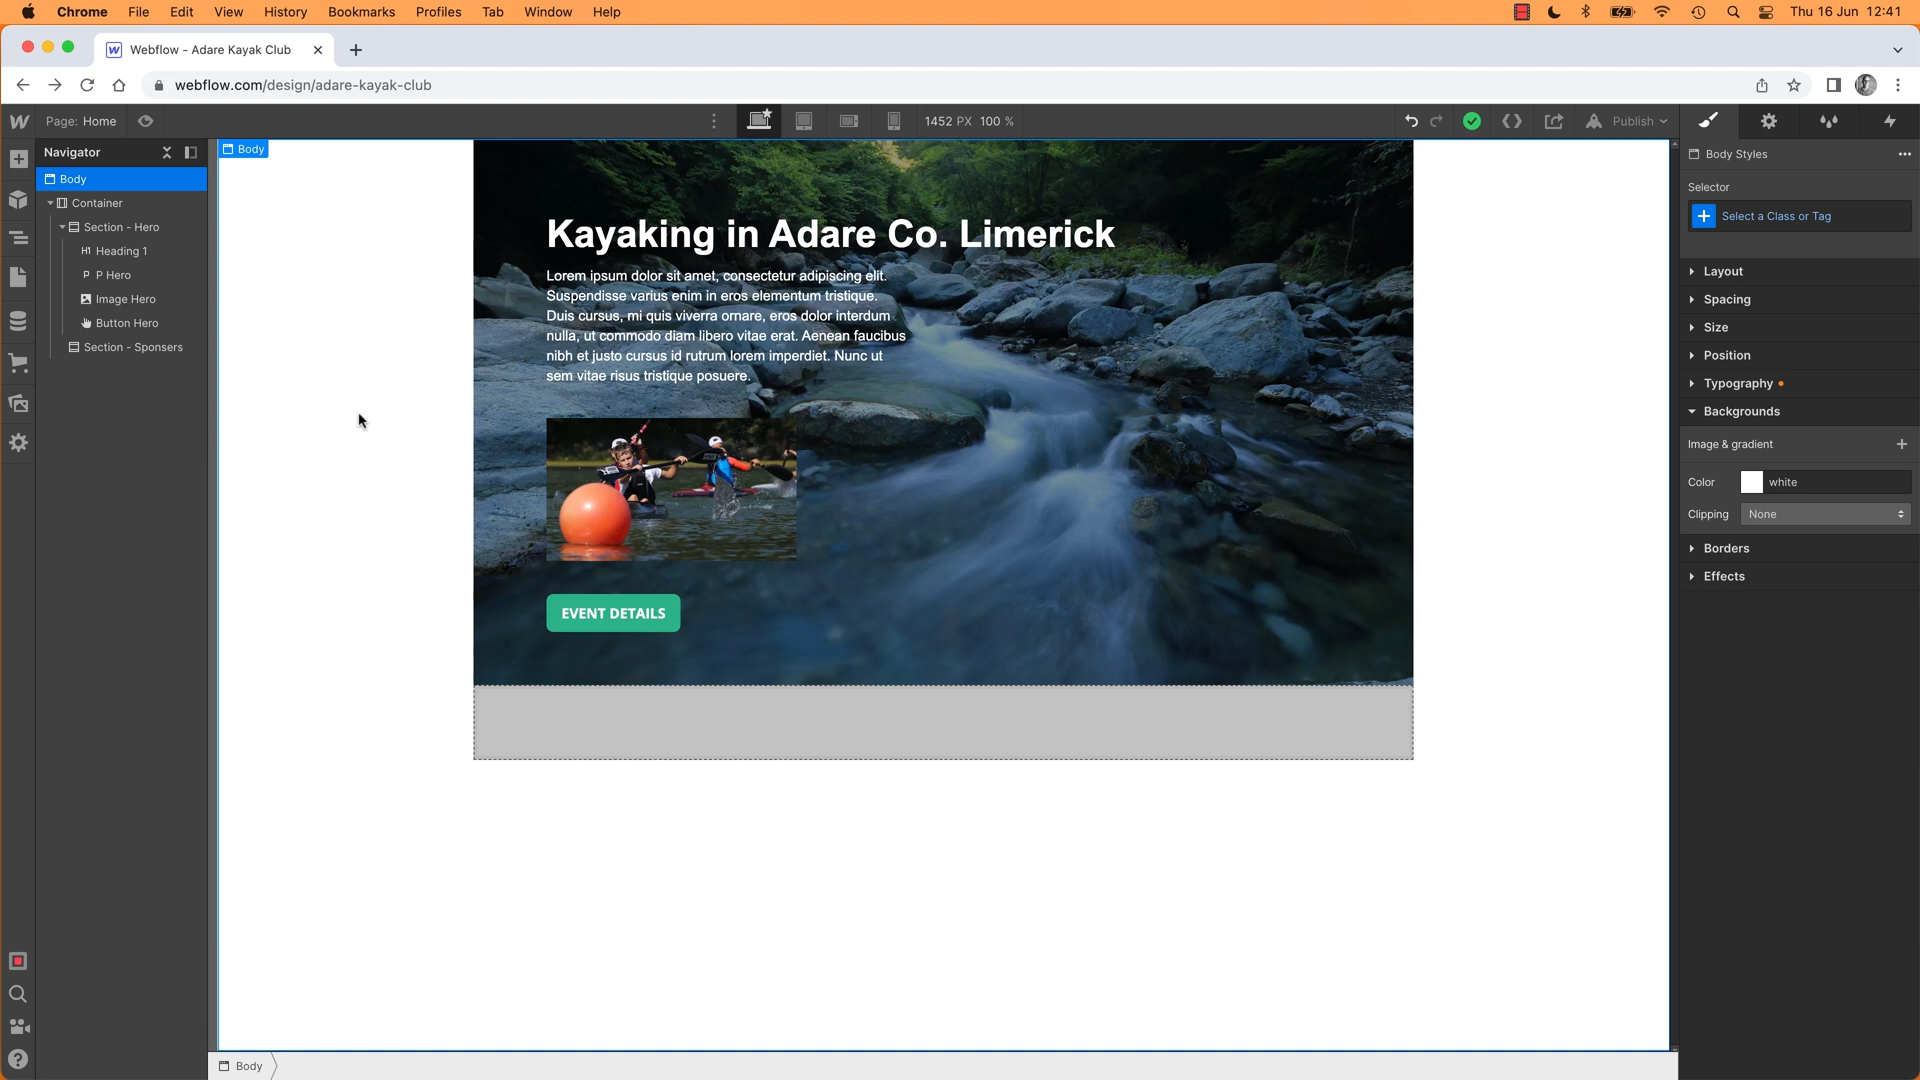 Chrome File Edit View History Bookmarks Profiles Tab Window Help Thu 16 Jun 12:41
Webflow - Adare Kayak Club
webflow.com/design/adare-kayak-club
Page: Home 1452 PX 100 % Publish
Navigator
Body
Container
Section - Hero
H1 Heading 1
P P Hero
Image Hero
Button Hero
Section - Sponsers
Body
Kayaking in Adare Co. Limerick
Lorem ipsum dolor sit amet, consectetur adipiscing elit.
Suspendisse varius enim in eros elementum tristique.
Duis cursus, mi quis viverra ornare, eros dolor interdum
nulla, ut commodo diam libero vitae erat. Aenean faucibus
nibh et justo cursus id rutrum lorem imperdiet. Nunc ut
sem vitae risus tristique posuere.
EVENT DETAILS
Body
Body Styles
Selector
Select a Class or Tag
Layout
Spacing
Size
Position
Typography
Backgrounds
Image & gradient
Color white
Clipping None
Borders
Effects